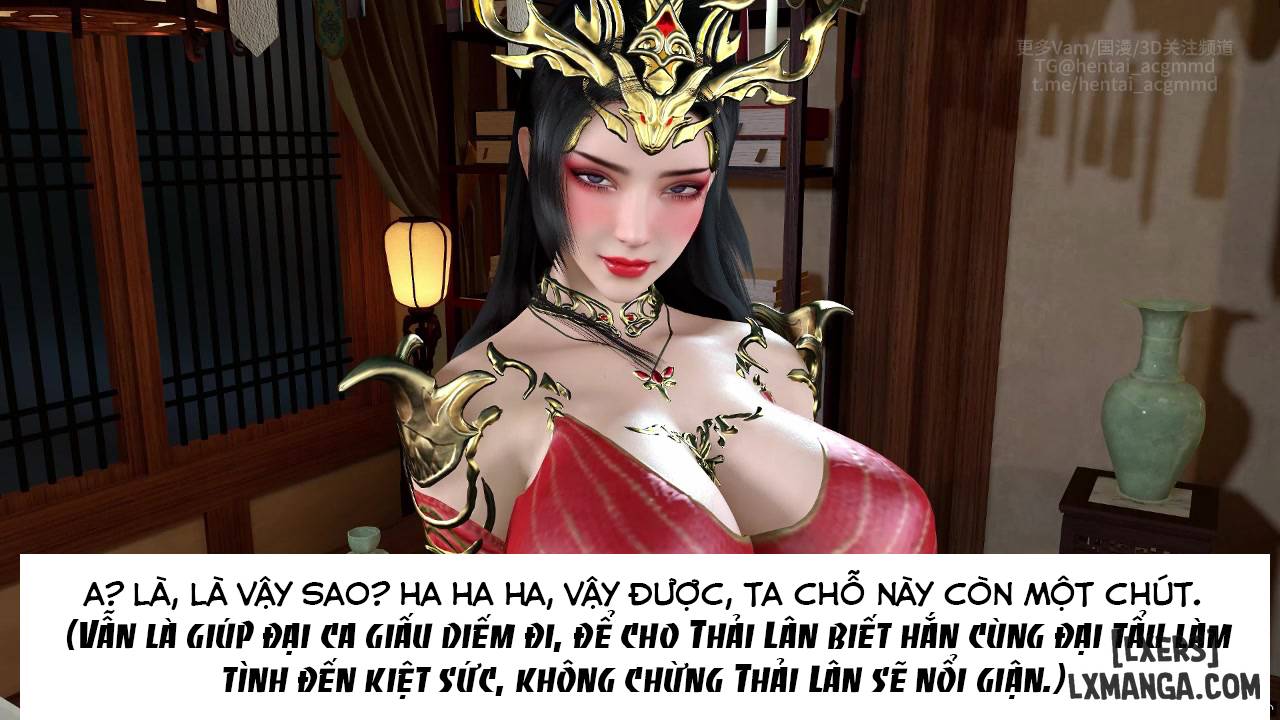 更多Vam/国漫/3D关注频道
TG@hentai_acgmmd
t.me/hentai_acgmmd
A? LÀ, LÀ VẬY SAO? HA HA HA, VẬY ĐƯỢC, TA CHỖ NÀY CÒN MỘT CHÚT.
(VẪN LÀ GIÚP ĐẠI CA GIẤU DIẾM ĐI, ĐỂ CHO THẢI LÂN BIẾT HẮN CÙNG ĐẠI TẨU LÀM
TÌNH ĐẾN KIỆT SỨC, KHÔNG CHỪNG THẢI LÂN SẼ NỔI GIẬN.)
[LXERS]
LXMANGA.COM